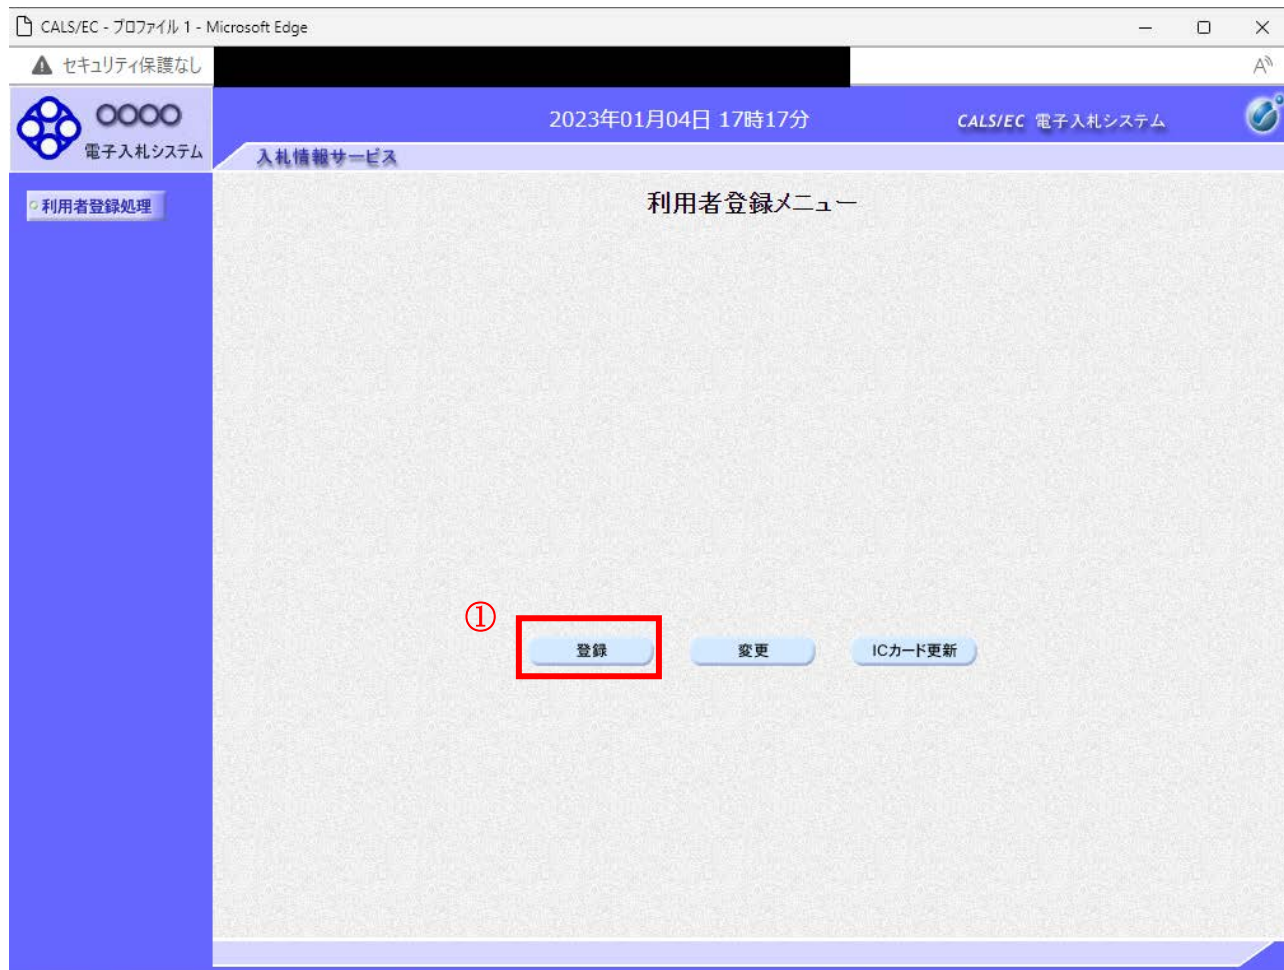 CALS/EC - プロファイル 1 - Microsoft Edge
セキュリティ保護なし
OOOO
電子入札システム
2023年01月04日 17時17分
CALS/EC 電子入札システム
入札情報サービス
利用者登録処理
利用者登録メニュー
①
登録
変更
ICカード更新